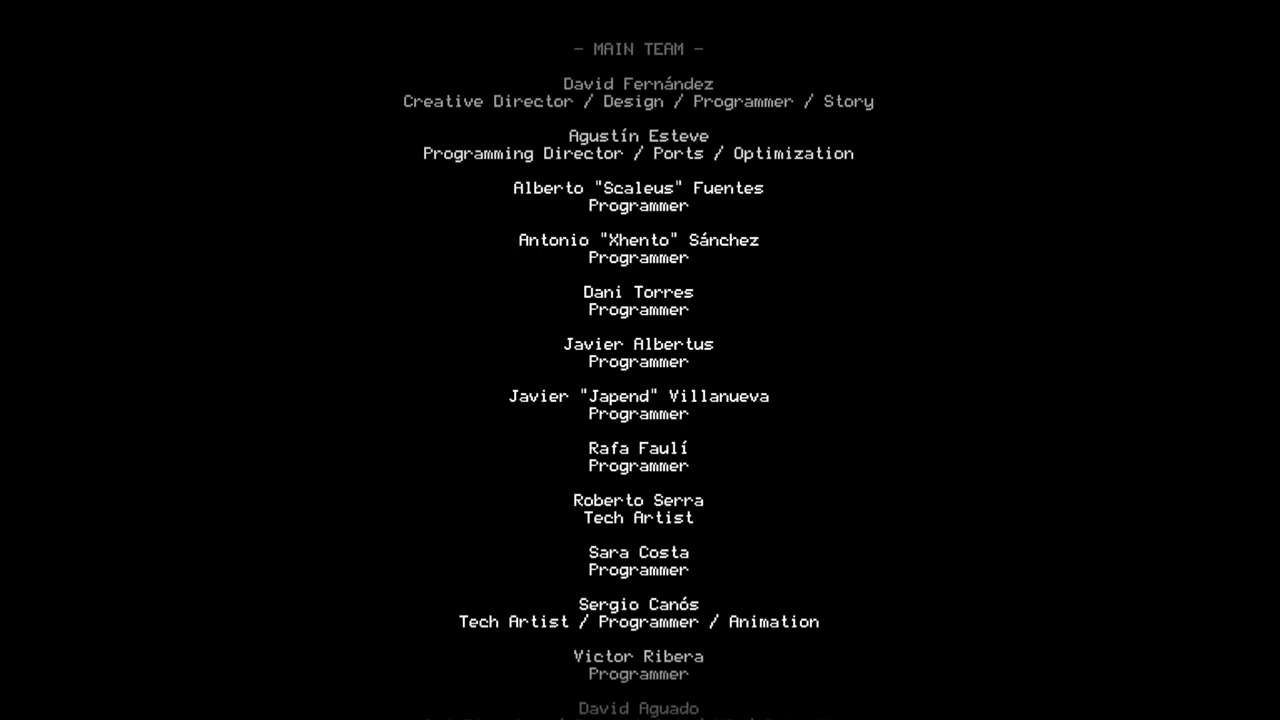 - MAIN TEAM -
David Fernández
Creative Director / Design / Programmer / Story
Agustín Esteve
Programming Director / Ports / Optimization
Alberto "Scaleus" Fuentes
Programmer
Antonio "Xhento" Sánchez
Programmer
Dani Torres
Programmer
Javier Albertus
Programmer
Javier "Japend" Villanueva
Programmer
Rafa Faulí
Programmer
Roberto Serra
Tech Artist
Sara Costa
Programmer
Sergio Canós
Tech Artist / Programmer / Animation
Victor Ribera
Programmer
David Aguado